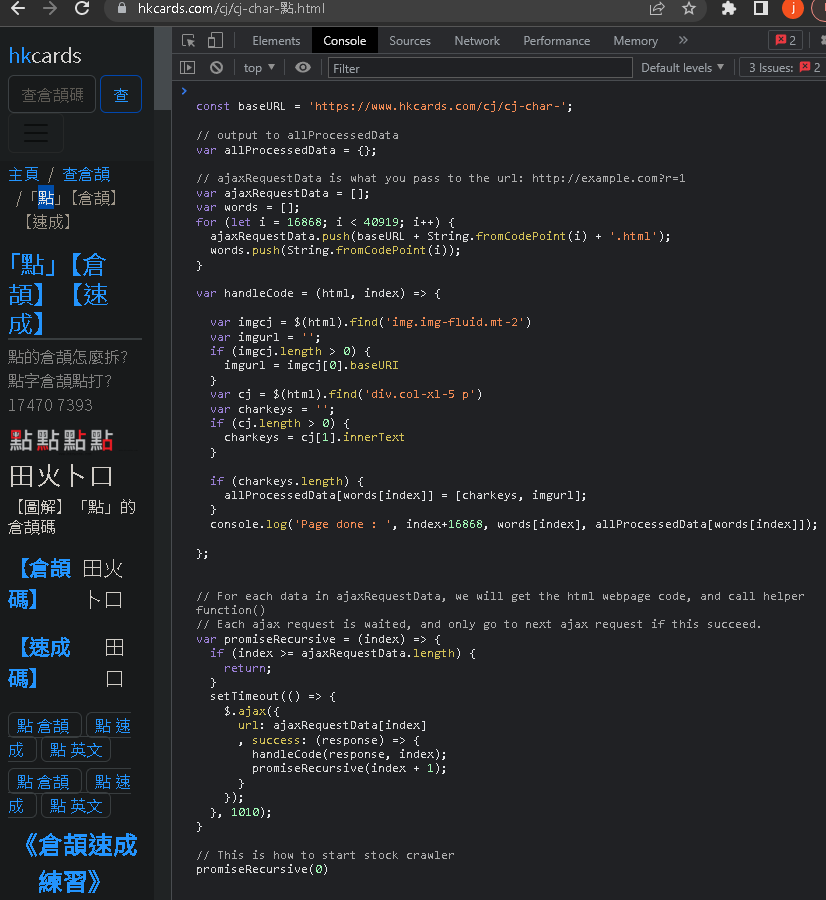 hkcards.com/cj/cj-char-點.html
j
Elements Console Sources Network Performance Memory » 2
top ▼ Filter Default levels ▼ 3 Issues: 2
hkcards
查倉頡碼 查
主頁 / 查倉頡
/「點」【倉頡】
【速成】
「點」【倉
頡】 【速
成】
點的倉頡怎麼拆?
點字倉頡點打?
17470 7393
點 點 點 點
田火卜口
【圖解】「點」的
倉頡碼
【倉頡 田火
碼】 卜口
【速成 田
碼】 口
點 倉頡 點 速
成 點 英文
點 倉頡 點 速
成 點 英文
《倉頡速成
練習》
const baseURL = 'https://www.hkcards.com/cj/cj-char-';
// output to allProcessedData
var allProcessedData = {};
// ajaxRequestData is what you pass to the url: http://example.com?r=1
var ajaxRequestData = [];
var words = [];
for (let i = 16868; i < 40919; i++) {
ajaxRequestData.push(baseURL + String.fromCodePoint(i) + '.html');
words.push(String.fromCodePoint(i));
}
var handleCode = (html, index) => {
var imgcj = $(html).find('img.img-fluid.mt-2')
var imgurl = '';
if (imgcj.length > 0) {
imgurl = imgcj[0].baseURI
}
var cj = $(html).find('div.col-xl-5 p')
var charkeys = '';
if (cj.length > 0) {
charkeys = cj[1].innerText
}
if (charkeys.length) {
allProcessedData[words[index]] = [charkeys, imgurl];
}
console.log('Page done : ', index+16868, words[index], allProcessedData[words[index]]);
};
// For each data in ajaxRequestData, we will get the html webpage code, and call helper
function()
// Each ajax request is waited, and only go to next ajax request if this succeed.
var promiseRecursive = (index) => {
if (index >= ajaxRequestData.length) {
return;
}
setTimeout(() => {
$.ajax({
url: ajaxRequestData[index]
, success: (response) => {
handleCode(response, index);
promiseRecursive(index + 1);
}
});
}, 1010);
}
// This is how to start stock crawler
promiseRecursive(0)